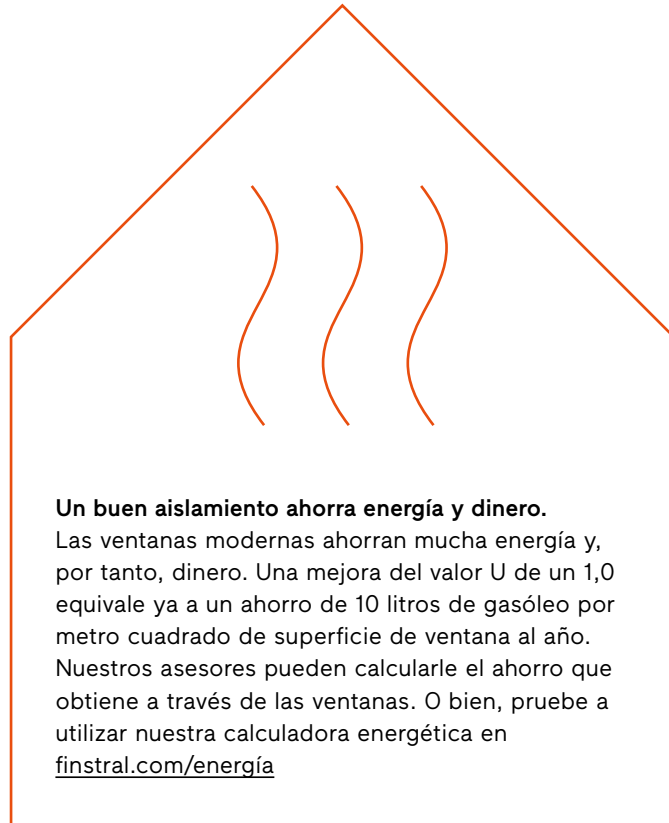 Un buen aislamiento ahorra energía y dinero.
Las ventanas modernas ahorran mucha energía y,
por tanto, dinero. Una mejora del valor U de un 1,0
equivale ya a un ahorro de 10 litros de gasóleo por
metro cuadrado de superficie de ventana al año.
Nuestros asesores pueden calcularle el ahorro que
obtiene a través de las ventanas. O bien, pruebe a
utilizar nuestra calculadora energética en
finstral.com/energía